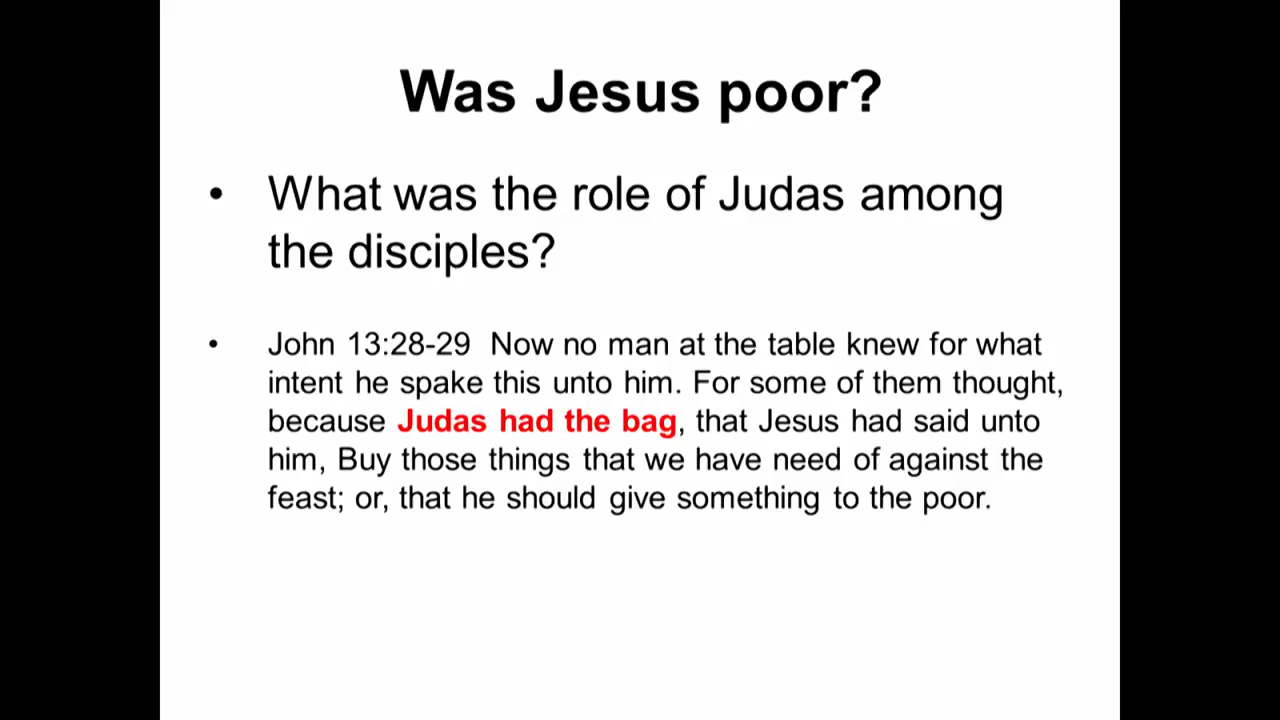 Was Jesus poor?
• What was the role of Judas among
the disciples?
• John 13:28-29  Now no man at the table knew for what
intent he spake this unto him. For some of them thought,
because Judas had the bag, that Jesus had said unto
him, Buy those things that we have need of against the
feast; or, that he should give something to the poor.